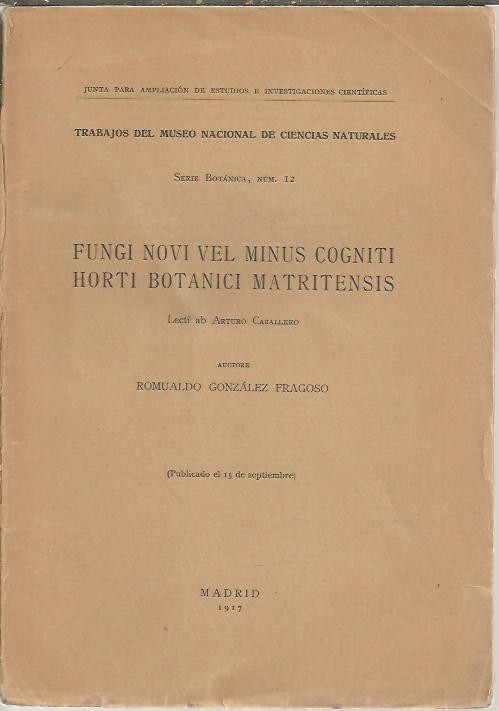 JUNTA PARA AMPLIACIÓN DE ESTUDIOS E INVESTIGACIONES CIENTÍFICAS
TRABAJOS DEL MUSEO NACIONAL DE CIENCIAS NATURALES
SERIE BOTÁNICA, NÚM. 12
FUNGI NOVI VEL MINUS COGNITI
HORTI BOTANICI MATRITENSIS
Lecti ab ARTURO CABALLERO
AUCTORE
ROMUALDO GONZÁLEZ FRAGOSO
(Publicado el 15 de septiembre)
MADRID
1917